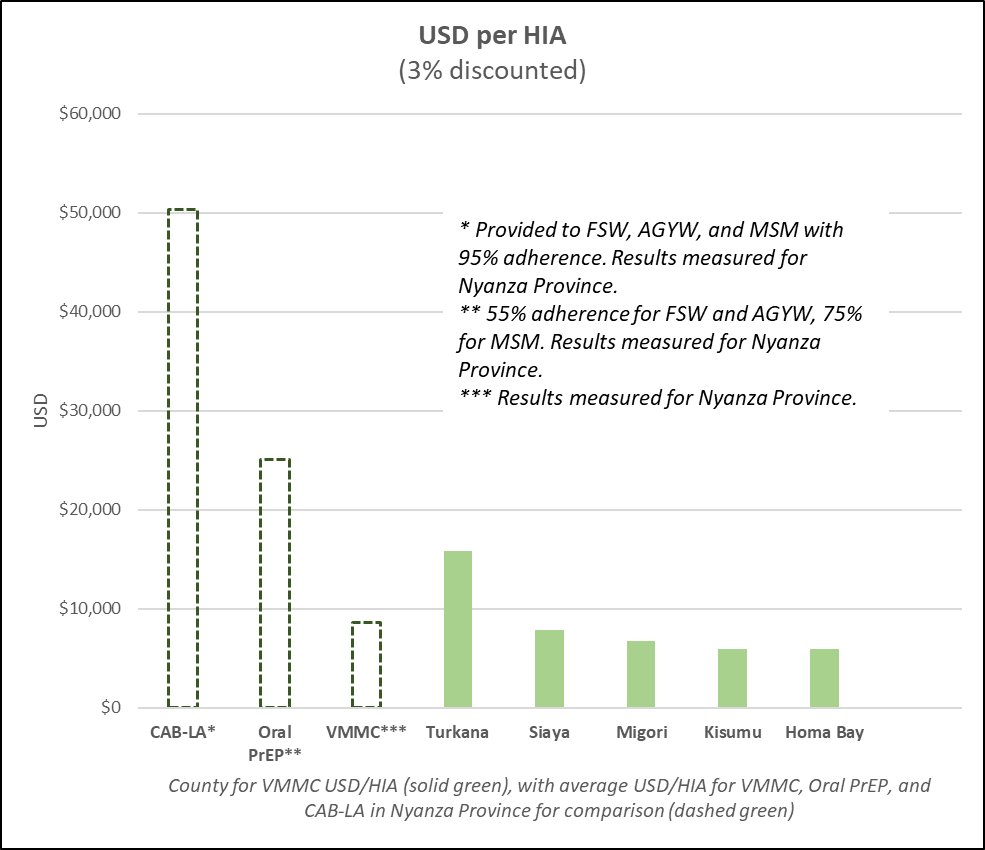 USD per HIA
(3% discounted)
$60,000
$50,000
$40,000
$30,000
$20,000
$10,000
$0
USD
* Provided to FSW, AGYW, and MSM with
95% adherence. Results measured for
Nyanza Province.
** 55% adherence for FSW and AGYW, 75%
for MSM. Results measured for Nyanza
Province.
*** Results measured for Nyanza Province.
CAB-LA*
Oral
PrEP**
VMMC***
Turkana
Siaya
Migori
Kisumu
Homa Bay
County for VMMC USD/HIA (solid green), with average USD/HIA for VMMC, Oral PrEP, and
CAB-LA in Nyanza Province for comparison (dashed green)